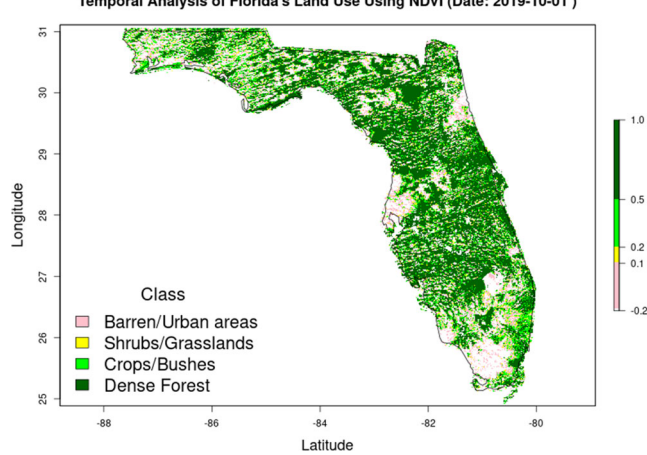 Temporal Analysis of Florida's Land Use Using NDVI (Date: 2019-10-01 )
31
30
29
28
27
26
25
Longitude
-88
-86
-84
-82
-80
Latitude
Class
Barren/Urban areas
Shrubs/Grasslands
Crops/Bushes
Dense Forest
1.0
0.5
0.2
0.1
-0.2